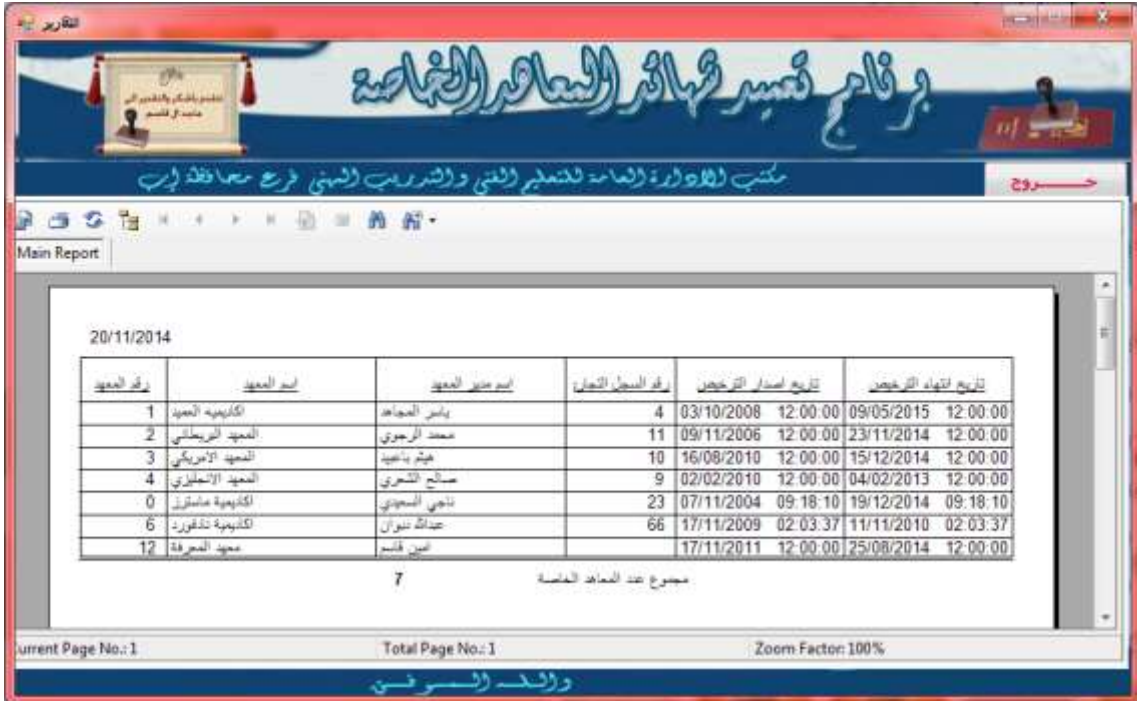 التقارير
برنامج تعميد شهائد المعاهد الخاصة
مكتب الإدارة العامة للتعليم الفني والتدريب المهني فرع محافظة إب
خـــــروج
Main Report
20/11/2014
رقم المعهد اسم المعهد اسم مدير المعهد رقم السجل التجاري تاريخ اصدار الترخيص تاريخ انتهاء الترخيص
1 اكاديميه العميد ياسر المجاهد 4 03/10/2008 12:00:00 09/05/2015 12:00:00
2 المعهد البريطاني محمد الرجوي 11 09/11/2006 12:00:00 23/11/2014 12:00:00
3 المعهد الامريكي هيثم باعبيد 10 16/08/2010 12:00:00 15/12/2014 12:00:00
4 المعهد الانجليزي صالح الشعري 9 02/02/2010 12:00:00 04/02/2013 12:00:00
0 اكاديمية ماسترز ناجي السعيدي 23 07/11/2004 09:18:10 19/12/2014 09:18:10
6 اكاديمية عبدالله 66 17/11/2009 02:03:37 11/11/2010 02:03:37
12 معهد المعرفة امين قاسم 17/11/2011 12:00:00 25/08/2014 12:00:00
مجموع عدد المعاهد الخاصة 7
Current Page No.: 1 Total Page No.: 1 Zoom Factor: 100%